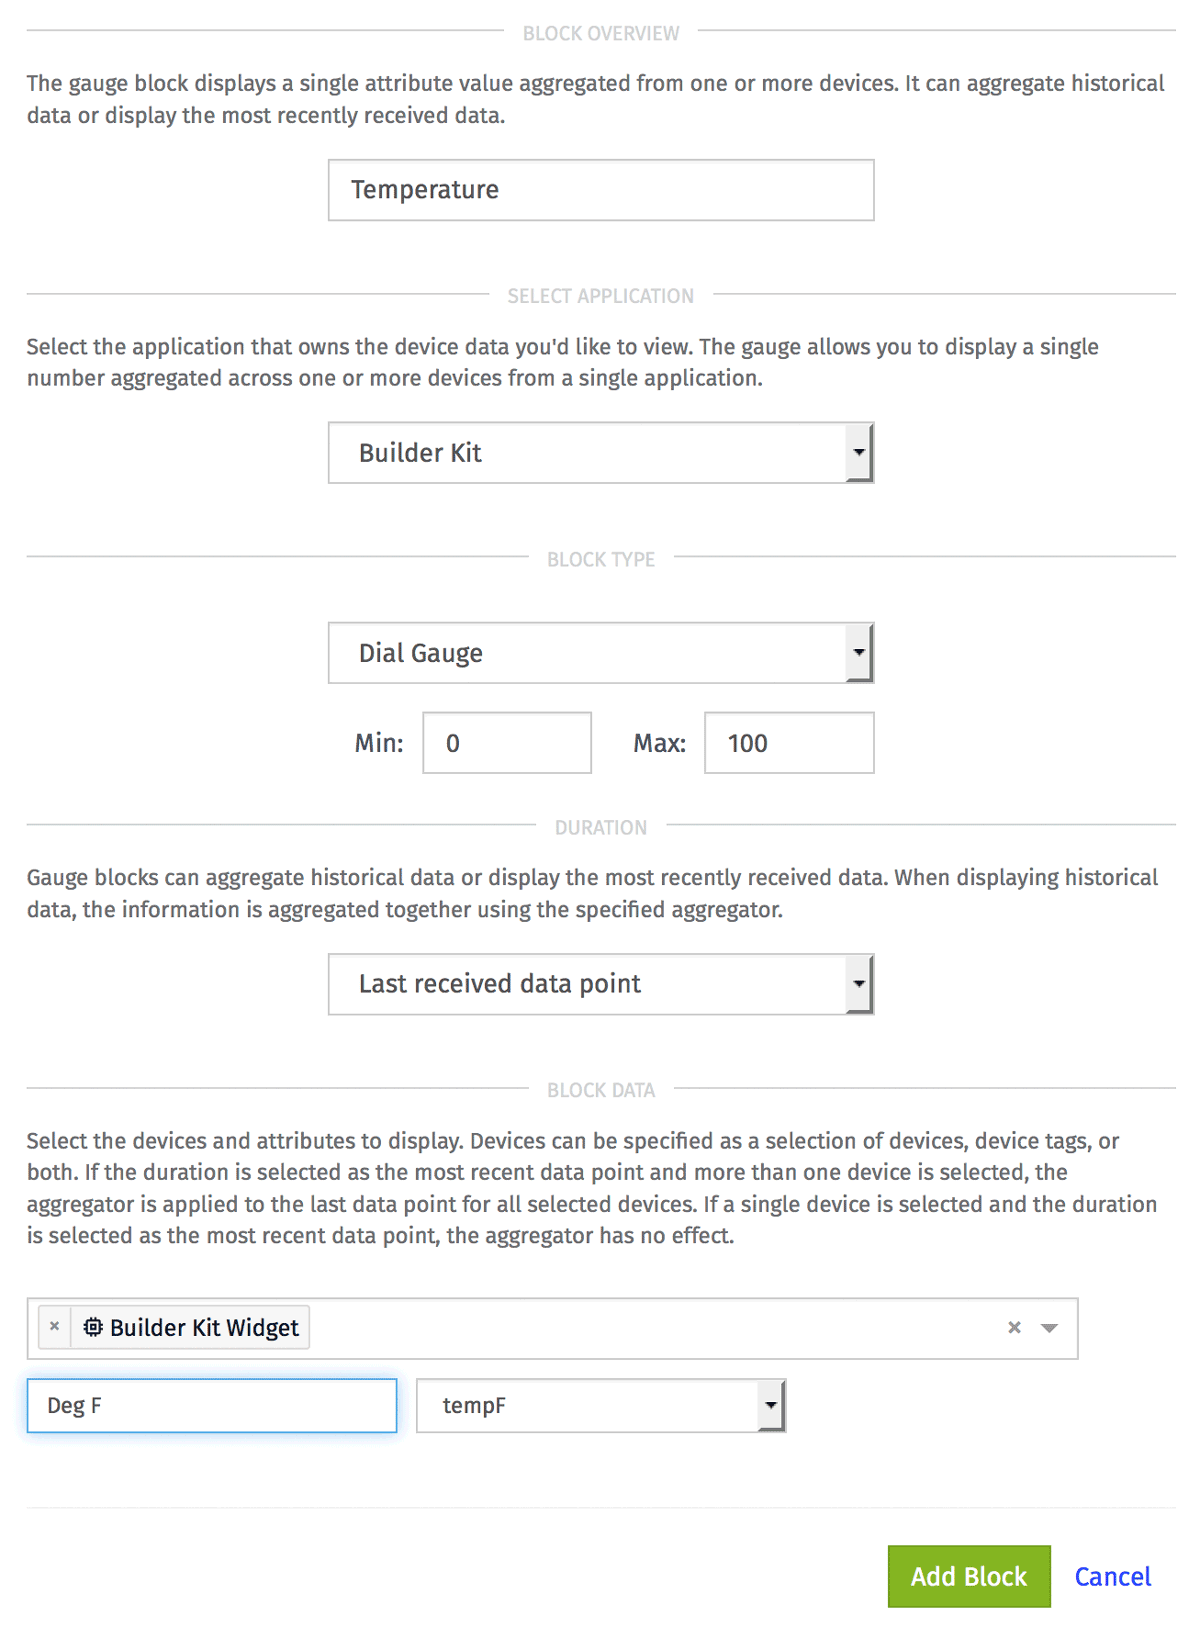 BLOCK OVERVIEW
The gauge block displays a single attribute value aggregated from one or more devices. It can aggregate historical
data or display the most recently received data.
Temperature
SELECT APPLICATION
Select the application that owns the device data you'd like to view. The gauge allows you to display a single
number aggregated across one or more devices from a single application.
Builder Kit
BLOCK TYPE
Dial Gauge
Min: 0 Max: 100
DURATION
Gauge blocks can aggregate historical data or display the most recently received data. When displaying historical
data, the information is aggregated together using the specified aggregator.
Last received data point
BLOCK DATA
Select the devices and attributes to display. Devices can be specified as a selection of devices, device tags, or
both. If the duration is selected as the most recent data point and more than one device is selected, the
aggregator is applied to the last data point for all selected devices. If a single device is selected and the duration
is selected as the most recent data point, the aggregator has no effect.
× Builder Kit Widget ×
Deg F tempF
Add Block Cancel